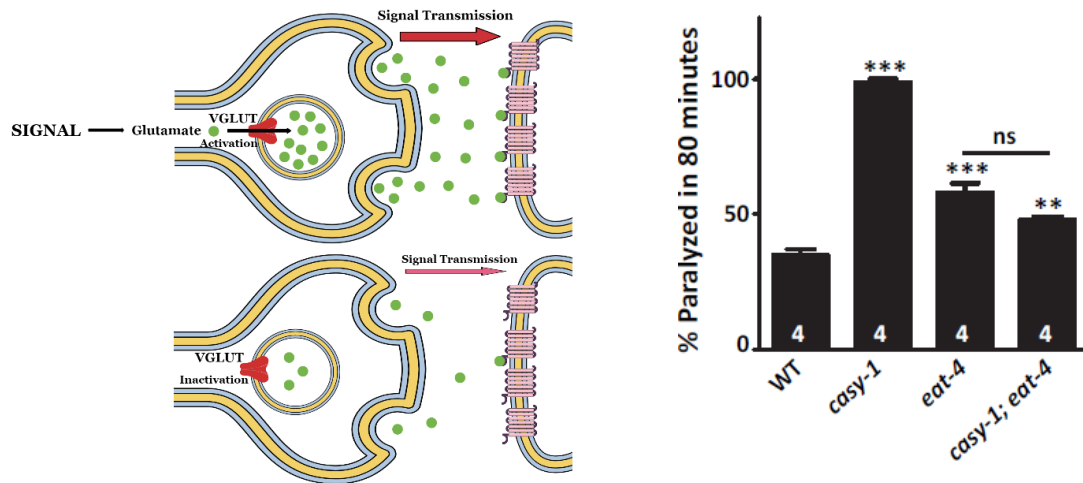 Signal Transmission
VGLUT
SIGNAL
Glutamate
Activation
Signal Transmission
VGLUT
Inactivation
% Paralyzed in 80 minutes
100
50
0
***
***
ns
**
4
4
4
4
WT
casy-1
eat-4
casy-1; eat-4